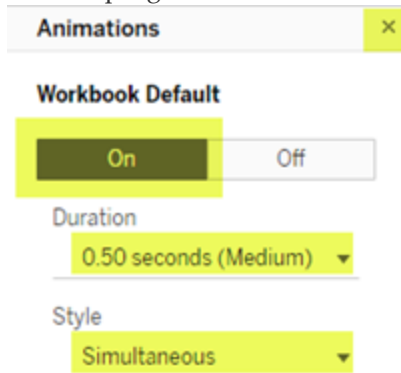 Animations ×
Workbook Default
On Off
Duration
0.50 seconds (Medium)
Style
Simultaneous